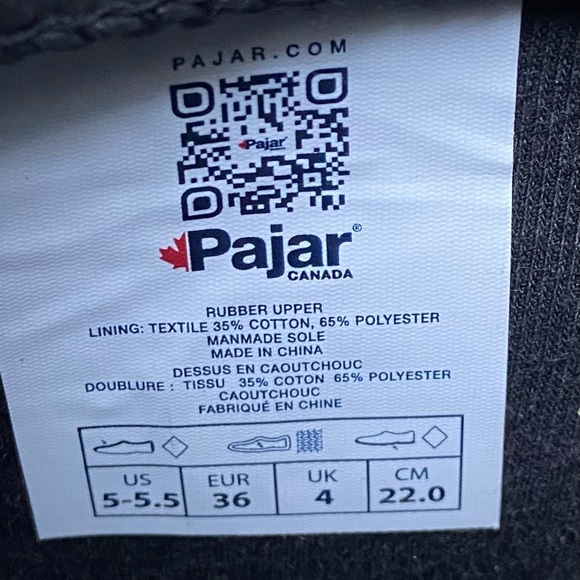 PAJAR.COM
Pajar
Pajar®
CANADA
RUBBER UPPER
LINING: TEXTILE 35% COTTON, 65% POLYESTER
MANMADE SOLE
MADE IN CHINA
DESSUS EN CAOUTCHOUC
DOUBLURE : TISSU 35% COTON 65% POLYESTER
CAOUTCHOUC
FABRIQUÉ EN CHINE
US EUR UK CM
5-5.5 36 4 22.0